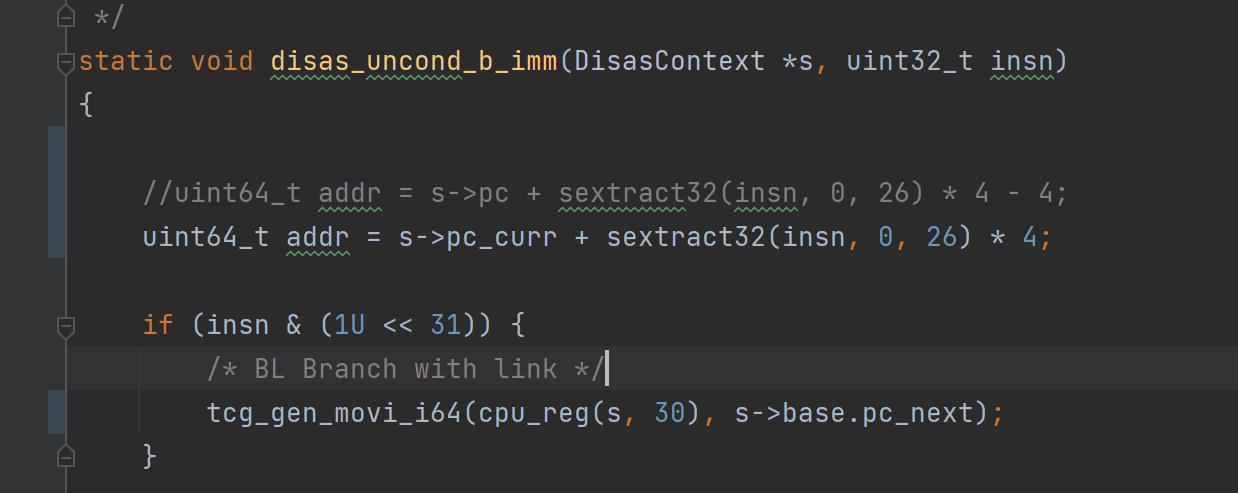 */
static void disas_uncond_b_imm(DisasContext *s, uint32_t insn)
{
//uint64_t addr = s->pc + sextract32(insn, 0, 26) * 4 - 4;
uint64_t addr = s->pc_curr + sextract32(insn, 0, 26) * 4;
if (insn & (1U << 31)) {
/* BL Branch with link */
tcg_gen_movi_i64(cpu_reg(s, 30), s->base.pc_next);
}